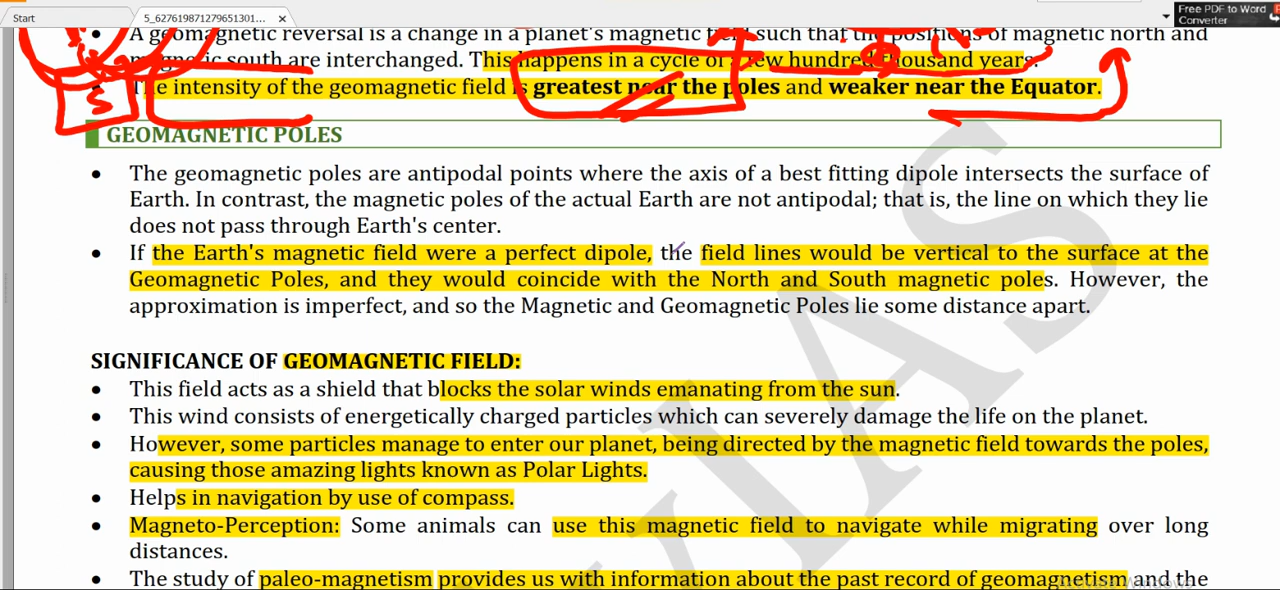 Start
5_627619871279651301...
Free PDF to Word
Converter
A geomagnetic reversal is a change in a planet's magnetic field such that the positions of magnetic north and
magnetic south are interchanged. This happens in a cycle of a few hundred thousand years.
S
The intensity of the geomagnetic field is greatest near the poles and weaker near the Equator.
GEOMAGNETIC POLES
• The geomagnetic poles are antipodal points where the axis of a best fitting dipole intersects the surface of
Earth. In contrast, the magnetic poles of the actual Earth are not antipodal; that is, the line on which they lie
does not pass through Earth's center.
• If the Earth's magnetic field were a perfect dipole, the field lines would be vertical to the surface at the
Geomagnetic Poles, and they would coincide with the North and South magnetic poles. However, the
approximation is imperfect, and so the Magnetic and Geomagnetic Poles lie some distance apart.
SIGNIFICANCE OF GEOMAGNETIC FIELD:
• This field acts as a shield that blocks the solar winds emanating from the sun.
• This wind consists of energetically charged particles which can severely damage the life on the planet.
• However, some particles manage to enter our planet, being directed by the magnetic field towards the poles,
causing those amazing lights known as Polar Lights.
• Helps in navigation by use of compass.
• Magneto-Perception: Some animals can use this magnetic field to navigate while migrating over long
distances.
• The study of paleo-magnetism provides us with information about the past record of geomagnetism and the
Activate Windows